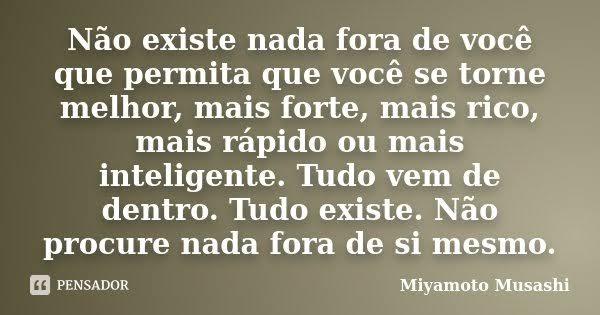 Não existe nada fora de você
que permita que você se torne
melhor, mais forte, mais rico,
mais rápido ou mais
inteligente. Tudo vem de
dentro. Tudo existe. Não
procure nada fora de si mesmo.
PENSADOR
Miyamoto Musashi